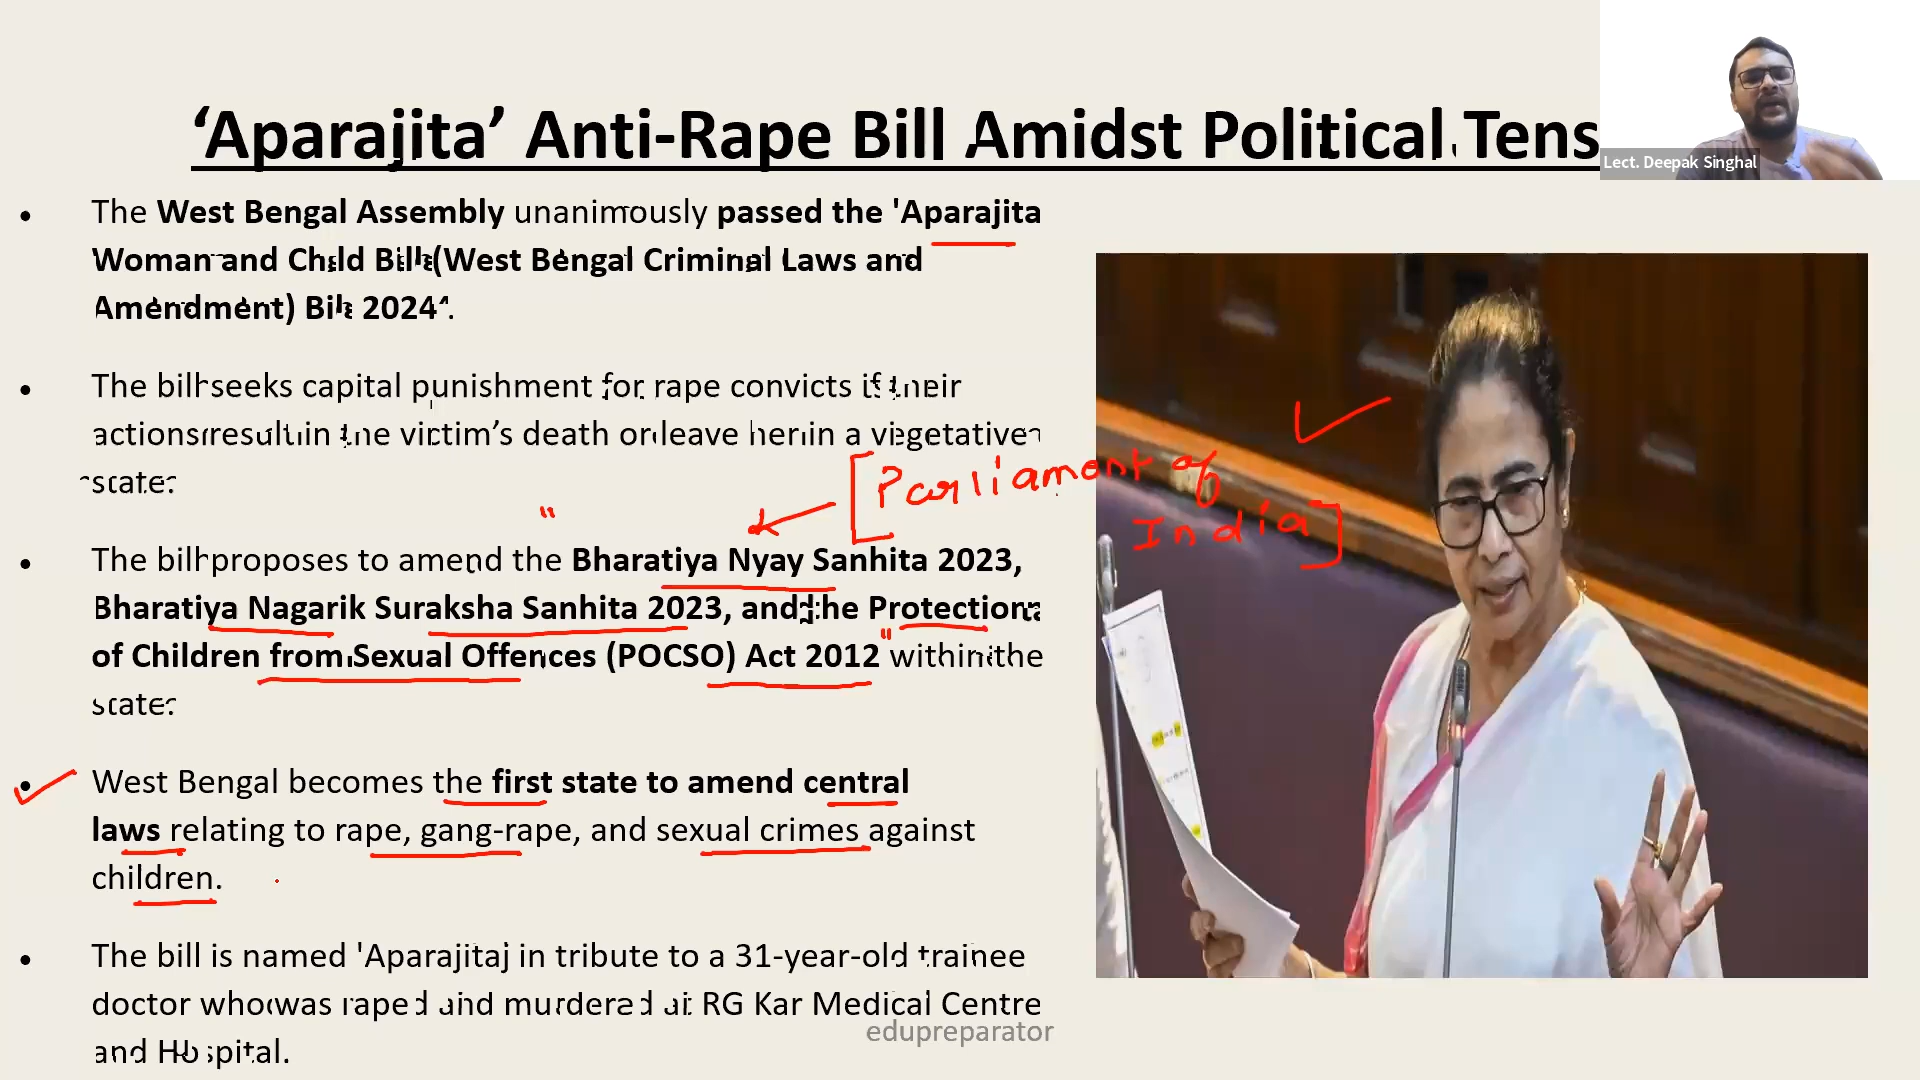 ‘Aparajita’ Anti-Rape Bill Amidst Political Tens
Lect. Deepak Singhal
The West Bengal Assembly unanimously passed the 'Aparajita
Woman and Child Bill (West Bengal Criminal Laws and
Amendment) Bill 2024'.
The bill seeks capital punishment for rape convicts if their
actions result in the victim’s death or leave her in a vegetative
state.
[Parliament of
India]
The bill proposes to amend the Bharatiya Nyay Sanhita 2023,
Bharatiya Nagarik Suraksha Sanhita 2023, and the Protection
of Children from Sexual Offences (POCSO) Act 2012 within the
state.
West Bengal becomes the first state to amend central
laws relating to rape, gang-rape, and sexual crimes against
children.
The bill is named 'Aparajita' in tribute to a 31-year-old trainee
doctor who was raped and murdered at RG Kar Medical Centre
and Hospital.
edupreparator